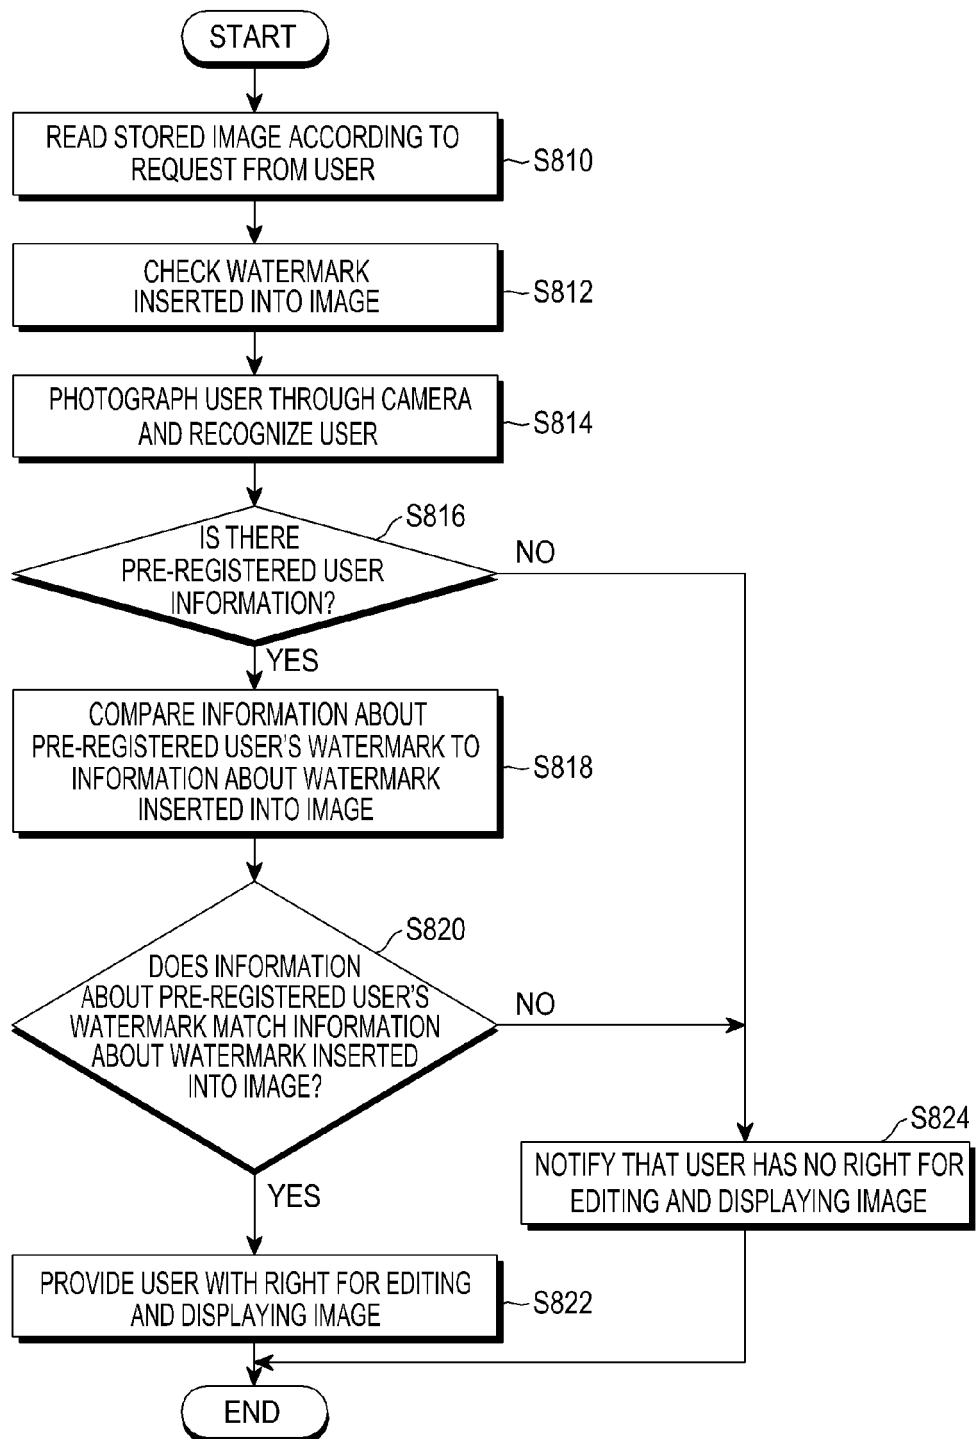 START
READ STORED IMAGE ACCORDING TO
REQUEST FROM USER
S810
CHECK WATERMARK
INSERTED INTO IMAGE
S812
PHOTOGRAPH USER THROUGH CAMERA
AND RECOGNIZE USER
S814
S816
IS THERE
PRE-REGISTERED USER
INFORMATION?
NO
YES
COMPARE INFORMATION ABOUT
PRE-REGISTERED USER'S WATERMARK TO
INFORMATION ABOUT WATERMARK
INSERTED INTO IMAGE
S818
S820
DOES INFORMATION
ABOUT PRE-REGISTERED USER'S
WATERMARK MATCH INFORMATION
ABOUT WATERMARK INSERTED
INTO IMAGE?
NO
YES
S824
NOTIFY THAT USER HAS NO RIGHT FOR
EDITING AND DISPLAYING IMAGE
PROVIDE USER WITH RIGHT FOR EDITING
AND DISPLAYING IMAGE
S822
END